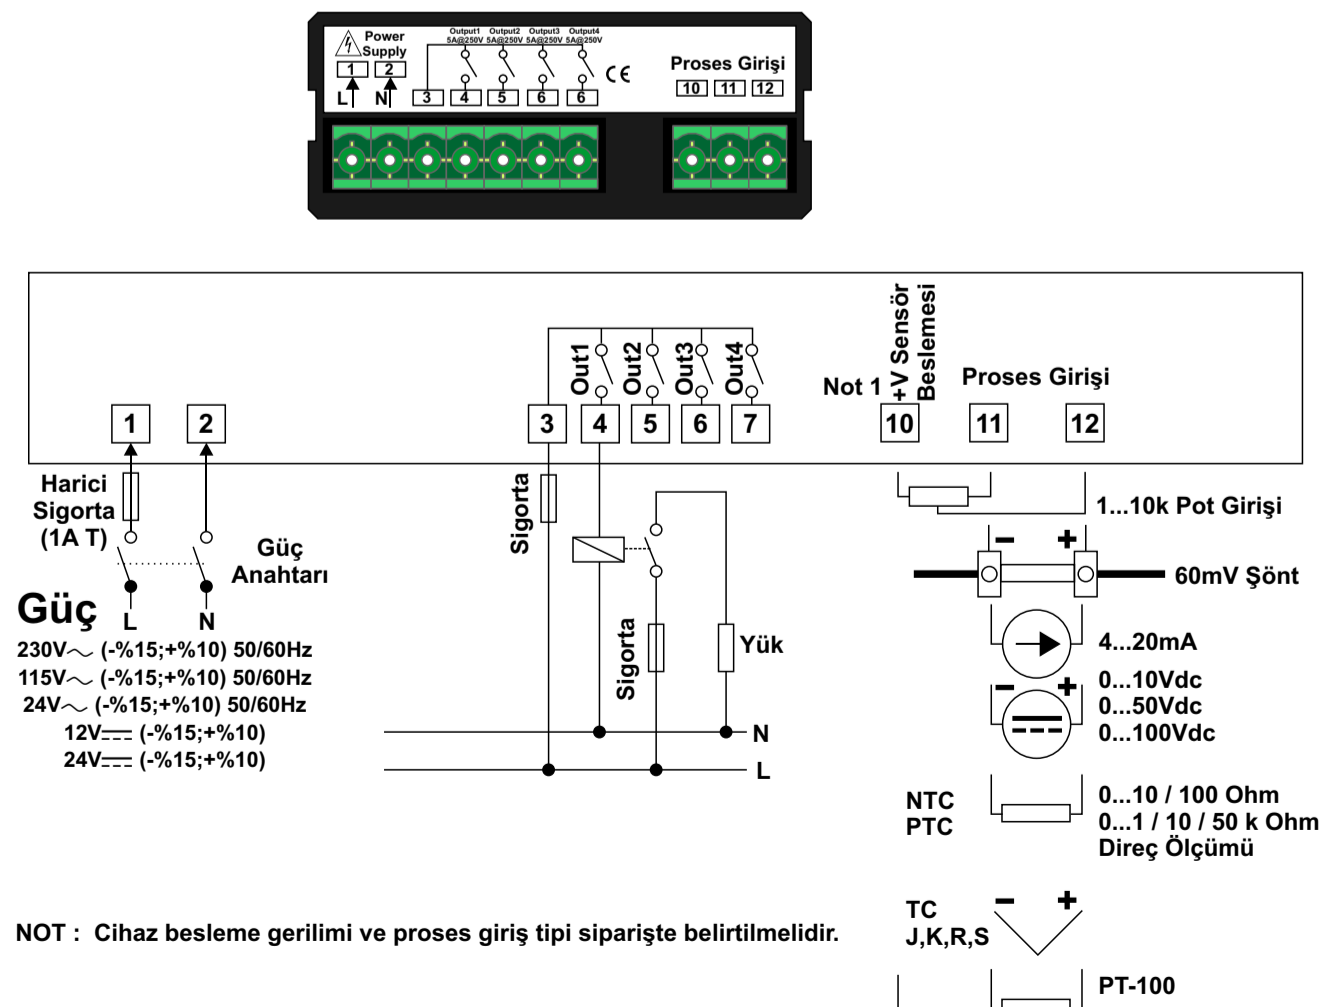 Power
Supply
Output1 Output2 Output3 Output4
5A@250V 5A@250V 5A@250V 5A@250V
1 2
L N
3 4 5 6 6
CE
Proses Girişi
10 11 12
+V Sensör
Beslemesi
Out1 Out2 Out3 Out4
Not 1
Proses Girişi
1 2 3 4 5 6 7 10 11 12
Harici
Sigorta
(1A T)
Güç
Anahtarı
Güç
L N
230V~ (-%15;+%10) 50/60Hz
115V~ (-%15;+%10) 50/60Hz
24V~ (-%15;+%10) 50/60Hz
12V⎓ (-%15;+%10)
24V⎓ (-%15;+%10)
Sigorta
Sigorta
Yük
N
L
1...10k Pot Girişi
- +
60mV Şönt
4...20mA
- +
0...10Vdc
0...50Vdc
0...100Vdc
NTC
PTC
0...10 / 100 Ohm
0...1 / 10 / 50 k Ohm
Direç Ölçümü
TC
J,K,R,S
- +
PT-100
NOT : Cihaz besleme gerilimi ve proses giriş tipi siparişte belirtilmelidir.